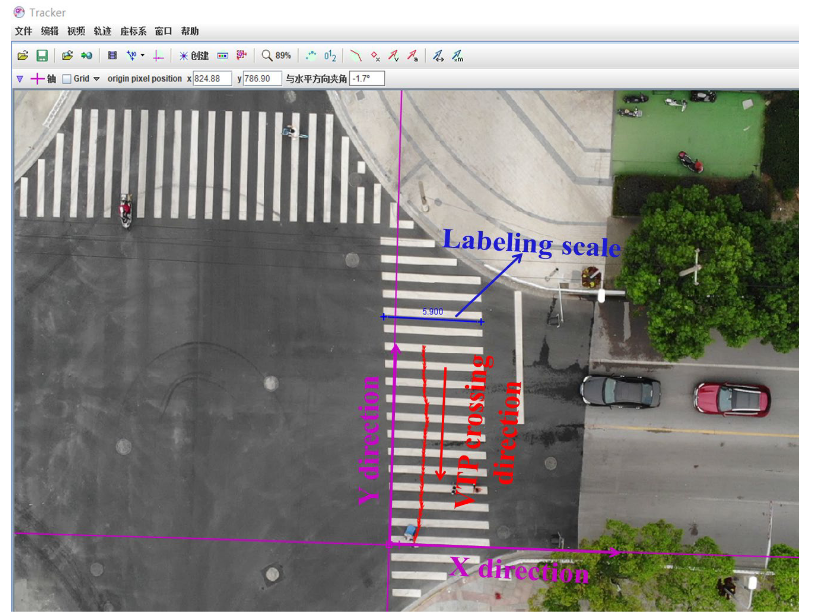 Tracker
文件 编辑 视频 轨迹 座标系 窗口 帮助
创建 89%
轴 Grid origin pixel position x 824.88 y 786.90 与水平方向夹角 -1.7°
Labeling scale
5.900
Y direction
VTP crossing
direction
X direction